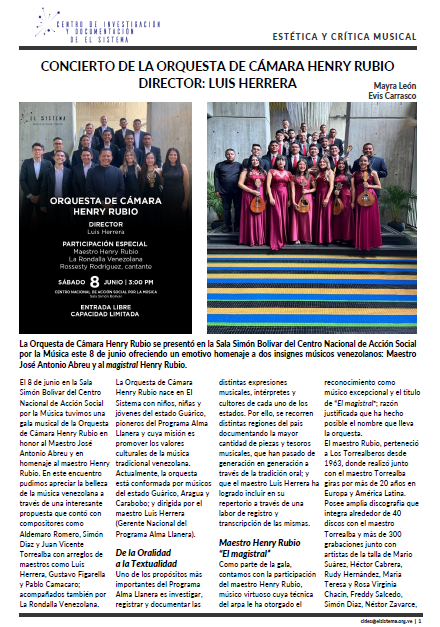 CENTRO DE INVESTIGACIÓN
Y DOCUMENTACIÓN
DE EL SISTEMA
ESTÉTICA Y CRÍTICA MUSICAL
CONCIERTO DE LA ORQUESTA DE CÁMARA HENRY RUBIO
DIRECTOR: LUIS HERRERA
Mayra León
Evis Carrasco
EL SISTEMA
ORQUESTA DE CÁMARA
HENRY RUBIO
DIRECTOR
Luis Herrera
PARTICIPACIÓN ESPECIAL
Maestro Henry Rubio
La Rondalla Venezolana
Rossesty Rodríguez, cantante
SÁBADO 8 JUNIO | 3:00 PM
CENTRO NACIONAL DE ACCIÓN SOCIAL POR LA MÚSICA
Sala Simón Bolívar
ENTRADA LIBRE
CAPACIDAD LIMITADA
La Orquesta de Cámara Henry Rubio se presentó en la Sala Simón Bolívar del Centro Nacional de Acción Social
por la Música este 8 de junio ofreciendo un emotivo homenaje a dos insignes músicos venezolanos: Maestro
José Antonio Abreu y al magistral Henry Rubio.
El 8 de junio en la Sala
Simón Bolívar del Centro
Nacional de Acción Social
por la Música tuvimos una
gala musical de la Orquesta
de Cámara Henry Rubio en
honor al Maestro José
Antonio Abreu y en
homenaje al maestro Henry
Rubio. En este encuentro
pudimos apreciar la belleza
de la música venezolana a
través de una interesante
propuesta que contó con
compositores como
Aldemaro Romero, Simón
Díaz y Juan Vicente
Torrealba con arreglos de
maestros como Luis
Herrera, Gustavo Figarella
y Pablo Camacaro;
acompañados también por
La Rondalla Venezolana.
La Orquesta de Cámara
Henry Rubio nace en El
Sistema con niños, niñas y
jóvenes del estado Guárico,
pioneros del Programa Alma
Llanera y cuya misión es
promover los valores
culturales de la música
tradicional venezolana.
Actualmente, la orquesta
está conformada por músicos
del estado Guárico, Aragua y
Carabobo; y dirigida por el
maestro Luis Herrera
(Gerente Nacional del
Programa Alma Llanera).
De la Oralidad
a la Textualidad
Uno de los propósitos más
importantes del Programa
Alma Llanera es investigar,
registrar y documentar las
distintas expresiones
musicales, intérpretes y
cultores de cada uno de los
estados. Por ello, se recorren
distintas regiones del país
documentando la mayor
cantidad de piezas y tesoros
musicales, que han pasado de
generación en generación a
través de la tradición oral; y
que el maestro Luis Herrera ha
logrado incluir en su
repertorio a través de una
labor de registro y
transcripción de las mismas.
Maestro Henry Rubio
"El magistral"
Como parte de la gala,
contamos con la participación
del maestro Henry Rubio,
músico virtuoso cuya técnica
del arpa le ha otorgado el
reconocimiento como
músico excepcional y el título
de "El magistral"; razón
justificada que ha hecho
posible el nombre que lleva
la orquesta.
El maestro Rubio, perteneció
a Los Torrealberos desde
1963, donde realizó junto
con el maestro Torrealba
giras por más de 20 años en
Europa y América Latina.
Posee amplia discografía que
integra alrededor de 40
discos con el maestro
Torrealba y más de 300
grabaciones junto con
artistas de la talla de Mario
Suárez, Héctor Cabrera,
Rudy Hernández, María
Teresa y Rosa Virginia
Chacín, Freddy Salcedo,
Simón Díaz, Néstor Zavarce,
cides@elsistema.org.ve | 1